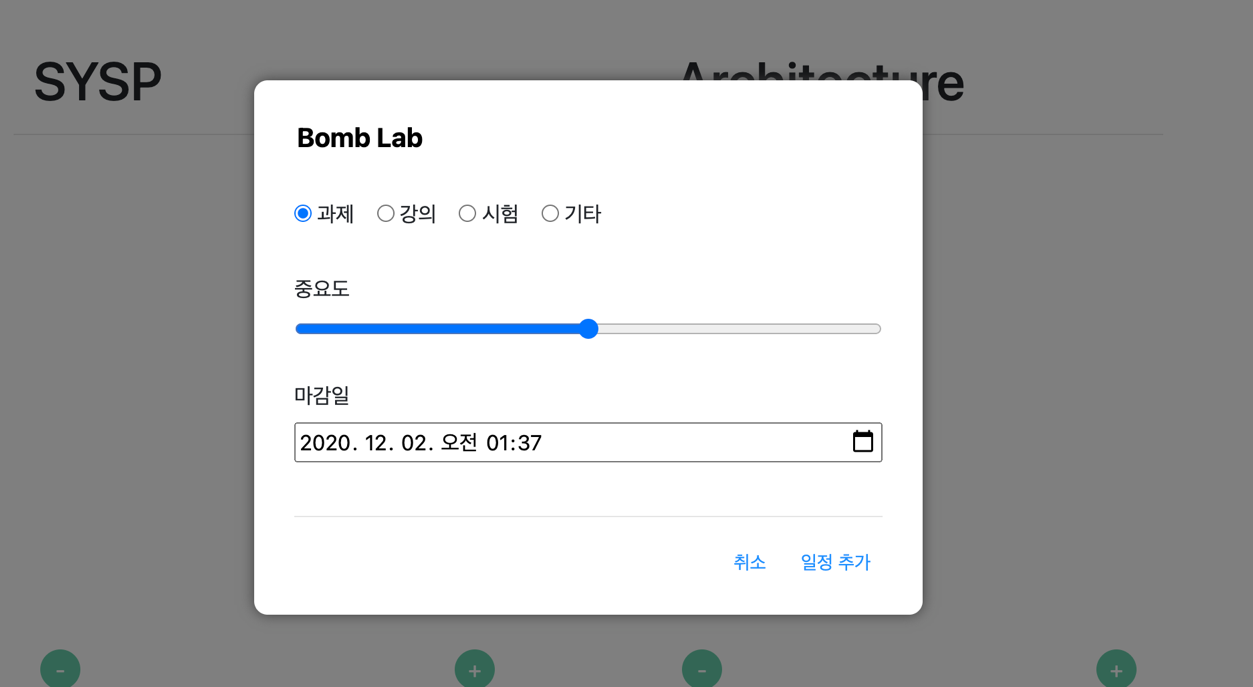 SYSP
Architecture
Bomb Lab
과제 강의 시험 기타
중요도
마감일
2020. 12. 02. 오전 01:37
취소 일정 추가
- + - +